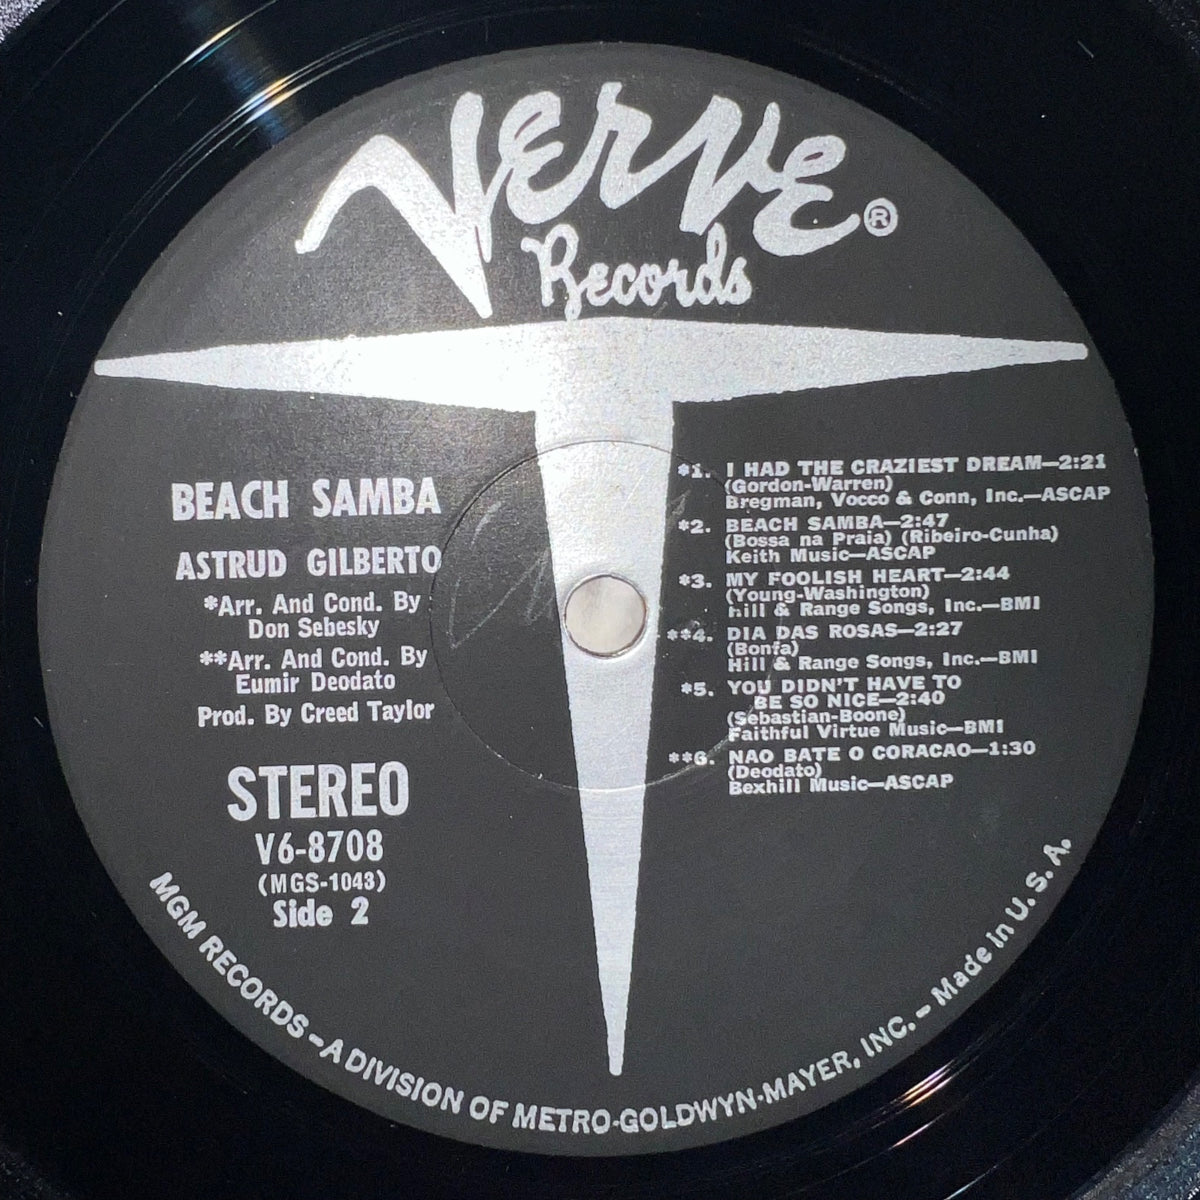 Verve®
Records
BEACH SAMBA
ASTRUD GILBERTO
*Arr. And Cond. By
Don Sebesky
**Arr. And Cond. By
Eumir Deodato
Prod. By Creed Taylor
STEREO
V6-8708
(MGS-1043)
Side 2
*1. I HAD THE CRAZIEST DREAM—2:21
(Gordon-Warren)
Bregman, Vocco & Conn, Inc.—ASCAP
*2. BEACH SAMBA—2:47
(Bossa na Praia) (Ribeiro-Cunha)
Keith Music—ASCAP
*3. MY FOOLISH HEART—2:44
(Young-Washington)
Hill & Range Songs, Inc.—BMI
**4. DIA DAS ROSAS—2:27
(Bonfa)
Hill & Range Songs, Inc.—BMI
*5. YOU DIDN'T HAVE TO
BE SO NICE—2:40
(Sebastian-Boone)
Faithful Virtue Music—BMI
**6. NAO BATE O CORACAO—1:30
(Deodato)
Bexhill Music—ASCAP
MGM RECORDS – A DIVISION OF METRO-GOLDWYN-MAYER, INC. – Made in U. S. A.